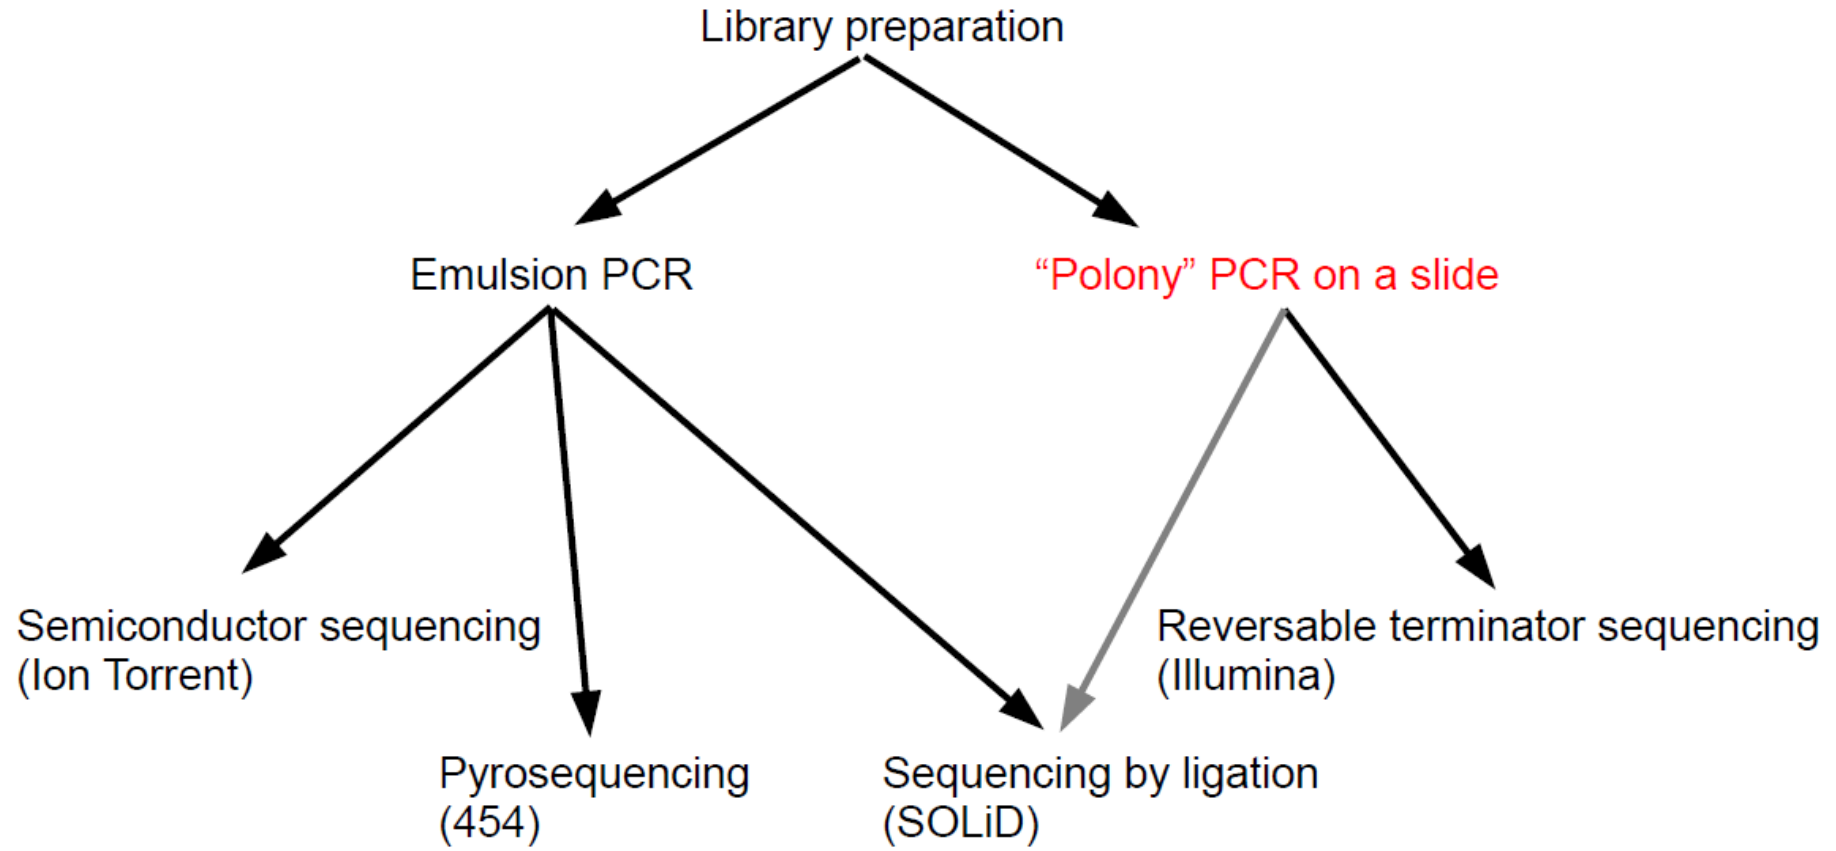 Library preparation
Emulsion PCR
“Polony” PCR on a slide
Semiconductor sequencing
(Ion Torrent)
Reversable terminator sequencing
(Illumina)
Pyrosequencing
(454)
Sequencing by ligation
(SOLiD)